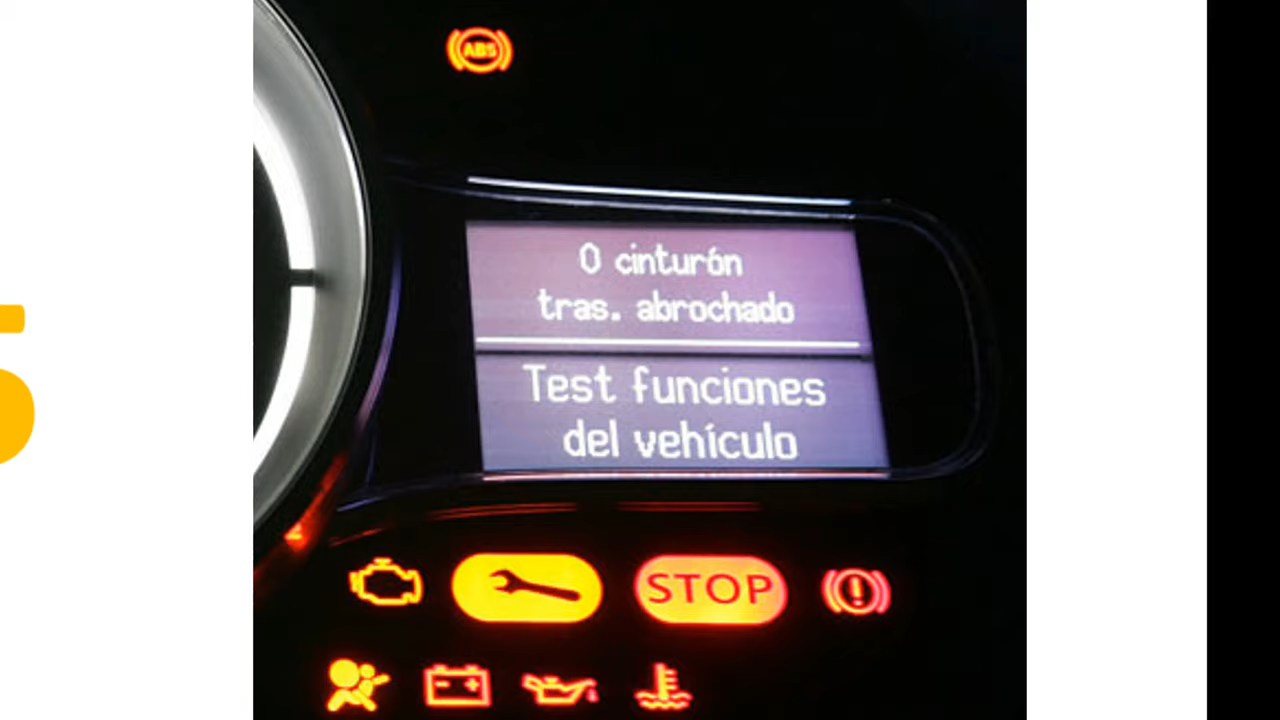 ABS
0 cinturón
tras. abrochado
Test funciones
del vehículo
STOP